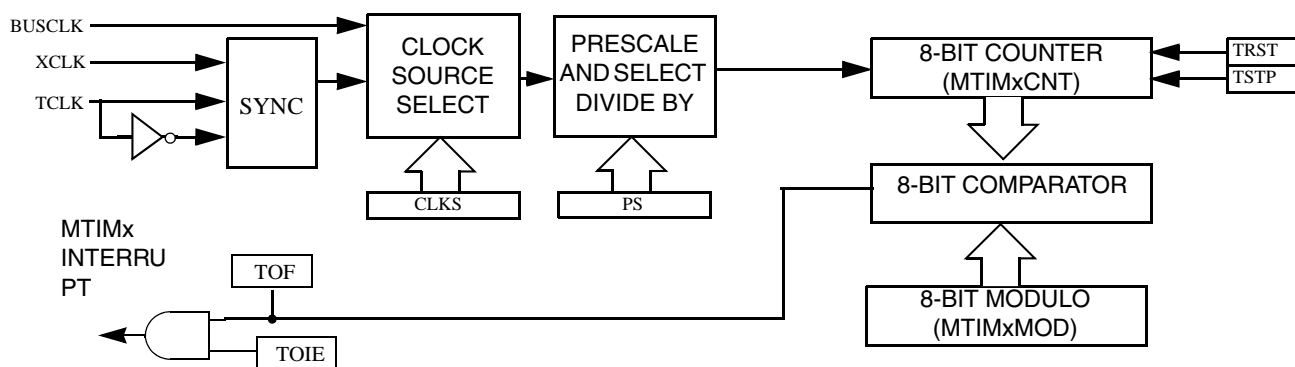 BUSCLK
XCLK
TCLK
SYNC
CLOCK
SOURCE
SELECT
CLKS
PRESCALE
AND SELECT
DIVIDE BY
PS
8-BIT COUNTER
(MTIMxCNT)
TRST
TSTP
8-BIT COMPARATOR
8-BIT MODULO
(MTIMxMOD)
MTIMx
INTERRU
PT
TOF
TOIE